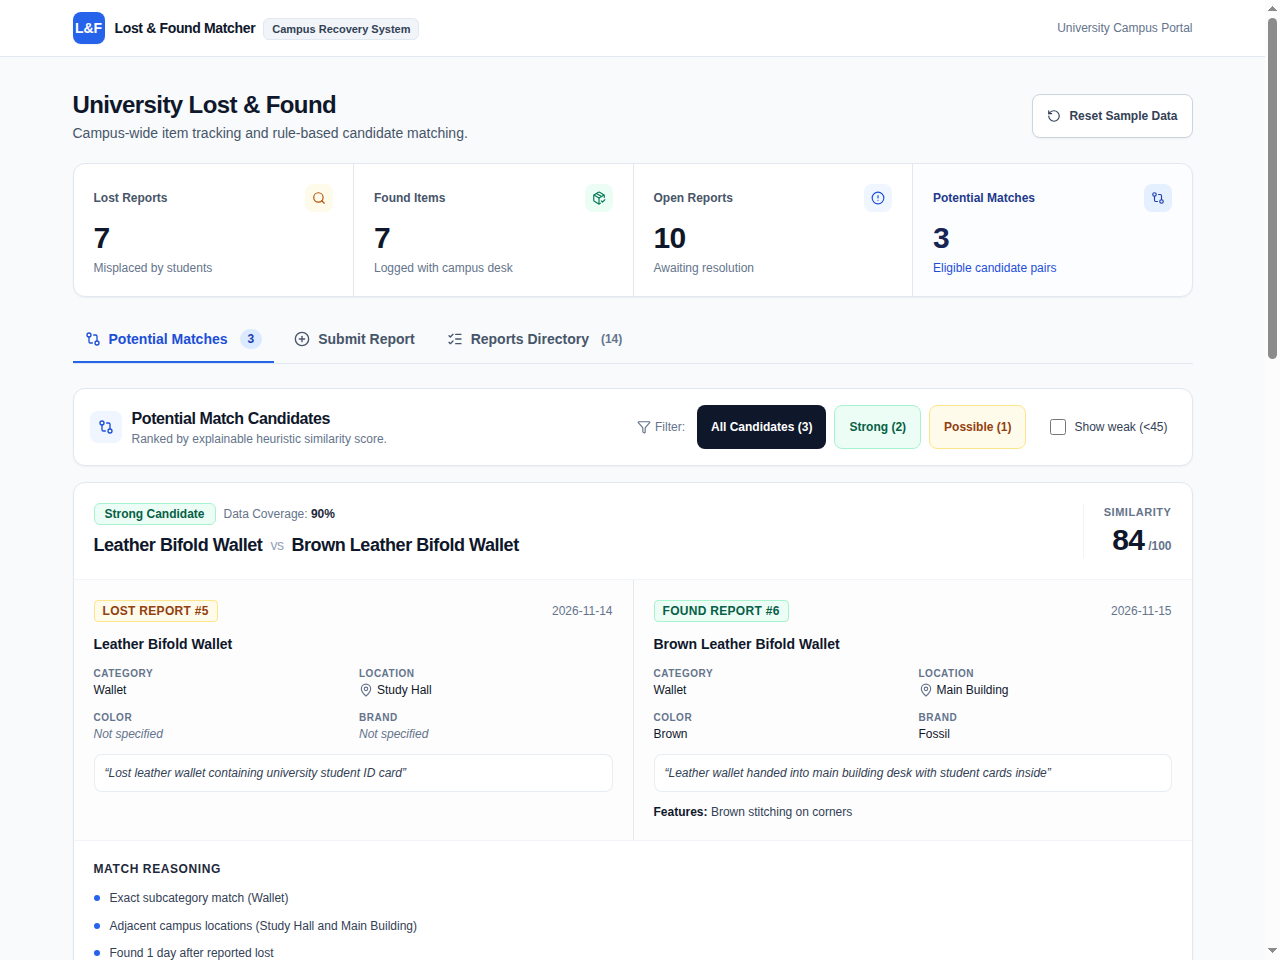 L&F Lost & Found Matcher Campus Recovery System University Campus Portal
University Lost & Found
Campus-wide item tracking and rule-based candidate matching.
Reset Sample Data
Lost Reports
7
Misplaced by students
Found Items
7
Logged with campus desk
Open Reports
10
Awaiting resolution
Potential Matches
3
Eligible candidate pairs
Potential Matches 3 Submit Report Reports Directory (14)
Potential Match Candidates
Ranked by explainable heuristic similarity score.
Filter: All Candidates (3) Strong (2) Possible (1) Show weak (<45)
Strong Candidate Data Coverage: 90%
Leather Bifold Wallet vs Brown Leather Bifold Wallet
SIMILARITY
84 /100
LOST REPORT #5 2026-11-14
Leather Bifold Wallet
CATEGORY LOCATION
Wallet Study Hall
COLOR BRAND
Not specified Not specified
“Lost leather wallet containing university student ID card”
FOUND REPORT #6 2026-11-15
Brown Leather Bifold Wallet
CATEGORY LOCATION
Wallet Main Building
COLOR BRAND
Brown Fossil
“Leather wallet handed into main building desk with student cards inside”
Features: Brown stitching on corners
MATCH REASONING
Exact subcategory match (Wallet)
Adjacent campus locations (Study Hall and Main Building)
Found 1 day after reported lost